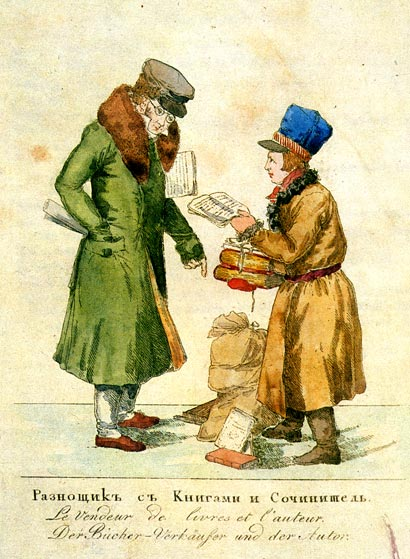 Разнощикъ съ Книгами и Сочинитель.
Le Vendeur de livres et l'auteur.
Der Bücher-Verkäufer und der Autor.